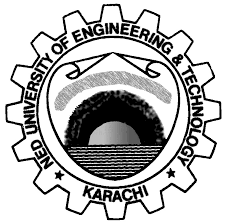 NED UNIVERSITY OF ENGINEERING & TECHNOLOGY
KARACHI